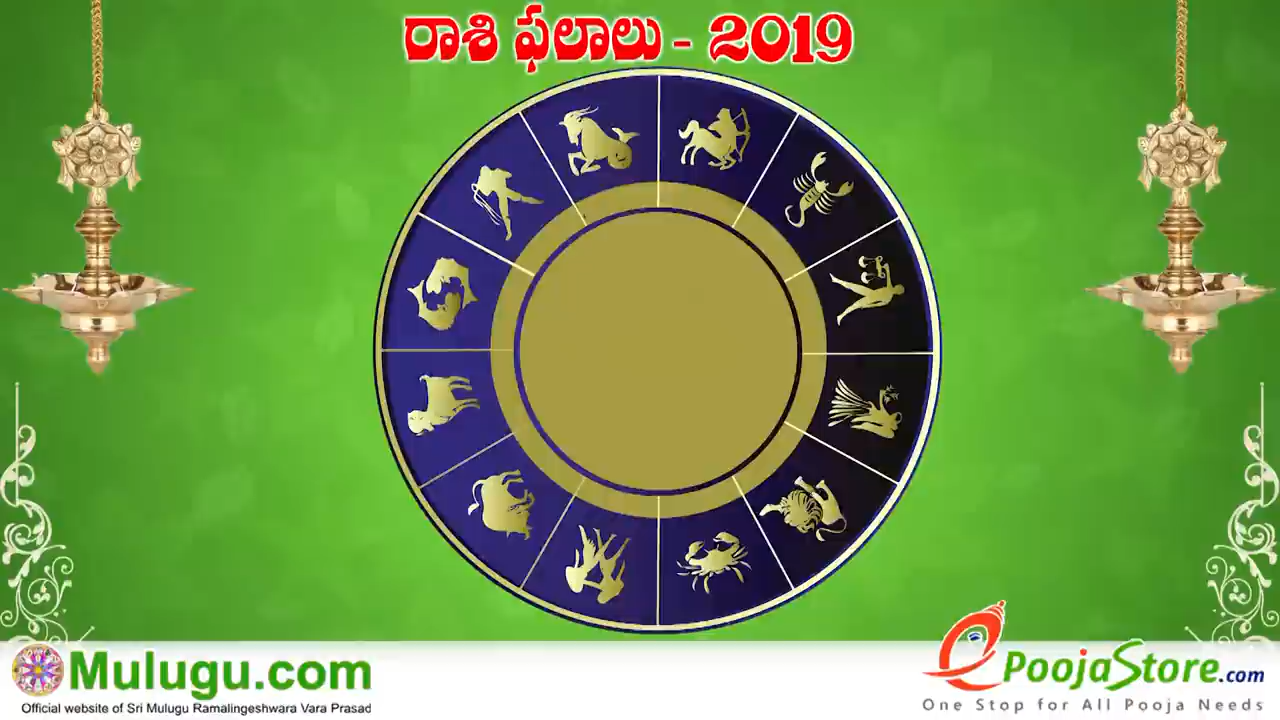 రాశి ఫలాలు - 2019
Mulugu.com
Official website of Sri Mulugu Ramalingeshwara Vara Prasad
ePoojaStore.com
One Stop for All Pooja Needs